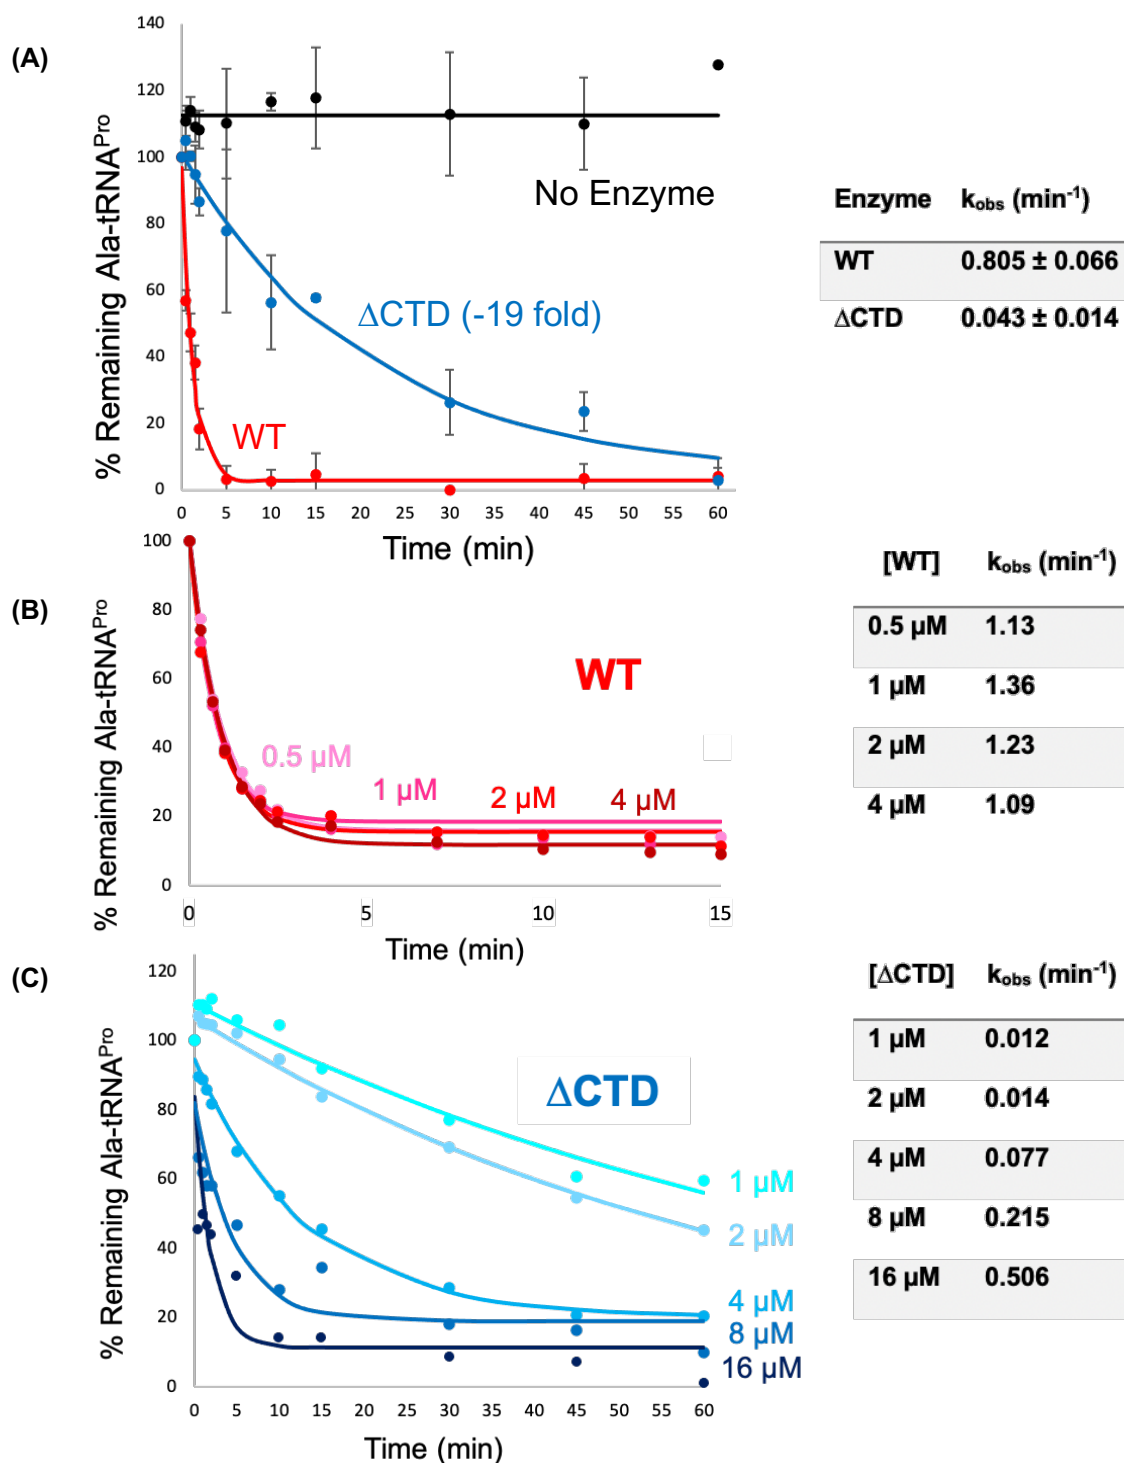 (A)
140
120
100
80
60
40
20
0
% Remaining Ala-tRNAPro
No Enzyme
ΔCTD (-19 fold)
WT
0 5 10 15 20 25 30 35 40 45 50 55 60
Time (min)
Enzyme kobs (min-1)
WT 0.805 ± 0.066
ΔCTD 0.043 ± 0.014
(B)
100
80
60
40
20
0
% Remaining Ala-tRNAPro
WT
0.5 µM
1 µM
2 µM
4 µM
0 5 10 15
Time (min)
[WT] kobs (min-1)
0.5 µM 1.13
1 µM 1.36
2 µM 1.23
4 µM 1.09
(C)
120
100
80
60
40
20
0
% Remaining Ala-tRNAPro
ΔCTD
1 µM
2 µM
4 µM
8 µM
16 µM
0 5 10 15 20 25 30 35 40 45 50 55 60
Time (min)
[ΔCTD] kobs (min-1)
1 µM 0.012
2 µM 0.014
4 µM 0.077
8 µM 0.215
16 µM 0.506